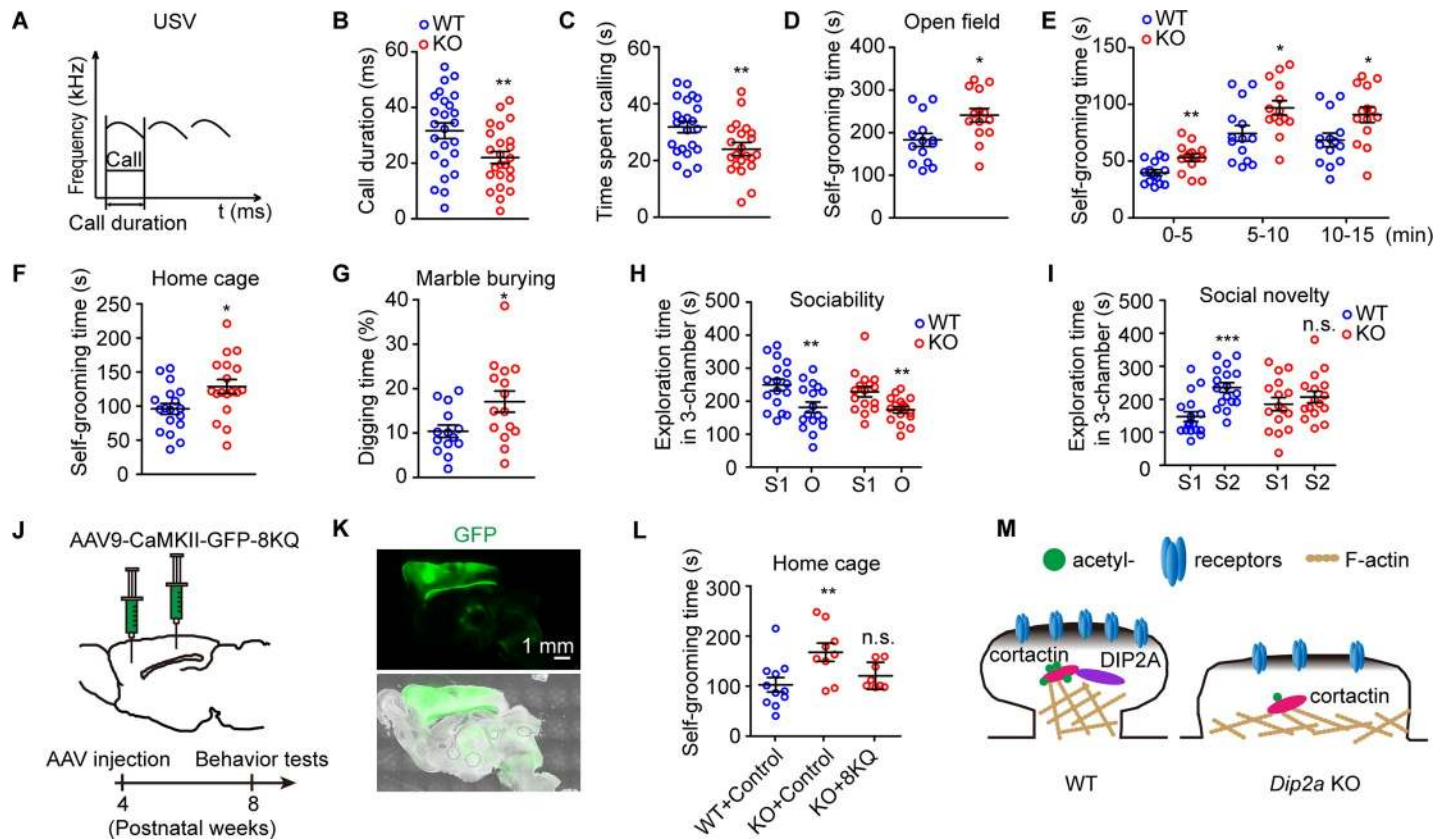 A
USV
Frequency (kHz)
Call
t (ms)
Call duration
B
WT
KO
Call duration (ms)
60
40
20
0
**
C
Time spent calling (s)
60
40
20
0
**
D
Open field
Self-grooming time (s)
400
300
200
100
0
*
E
WT
KO
Self-grooming time (s)
150
100
50
0
**
*
*
0-5
5-10
10-15
(min)
F
Home cage
Self-grooming time (s)
250
200
150
100
50
0
*
G
Marble burying
Digging time (%)
40
30
20
10
0
*
H
Sociability
Exploration time
in 3-chamber (s)
500
400
300
200
100
0
WT
KO
**
**
S1
O
S1
O
I
Social novelty
Exploration time
in 3-chamber (s)
500
400
300
200
100
0
WT
KO
***
n.s.
S1
S2
S1
S2
J
AAV9-CaMKII-GFP-8KQ
AAV injection
Behavior tests
4
8
(Postnatal weeks)
K
GFP
1 mm
L
Home cage
Self-grooming time (s)
300
200
100
0
**
n.s.
WT+Control
KO+Control
KO+8KQ
M
acetyl-
receptors
F-actin
cortactin
DIP2A
cortactin
WT
Dip2a KO